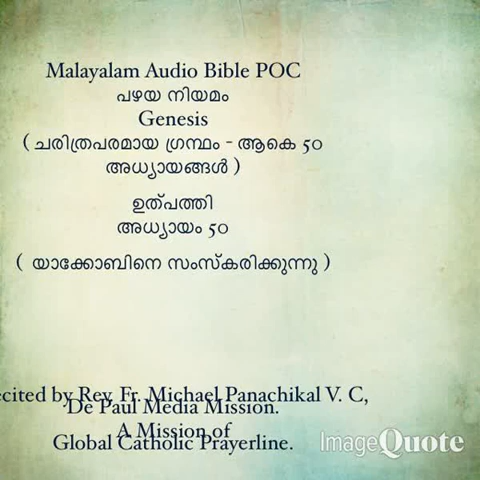 Malayalam Audio Bible POC
പഴയ നിയമം
Genesis
( ചരിത്രപരമായ ഗ്രന്ഥം - ആകെ 50
അധ്യായങ്ങൾ )
ഉത്പത്തി
അധ്യായം 50
( യാക്കോബിനെ സംസ്കരിക്കുന്നു )
ecited by Rev. Fr. Michael Panachikal V. C,
De Paul Media Mission.
A Mission of
Global Catholic Prayerline.
ImageQuote